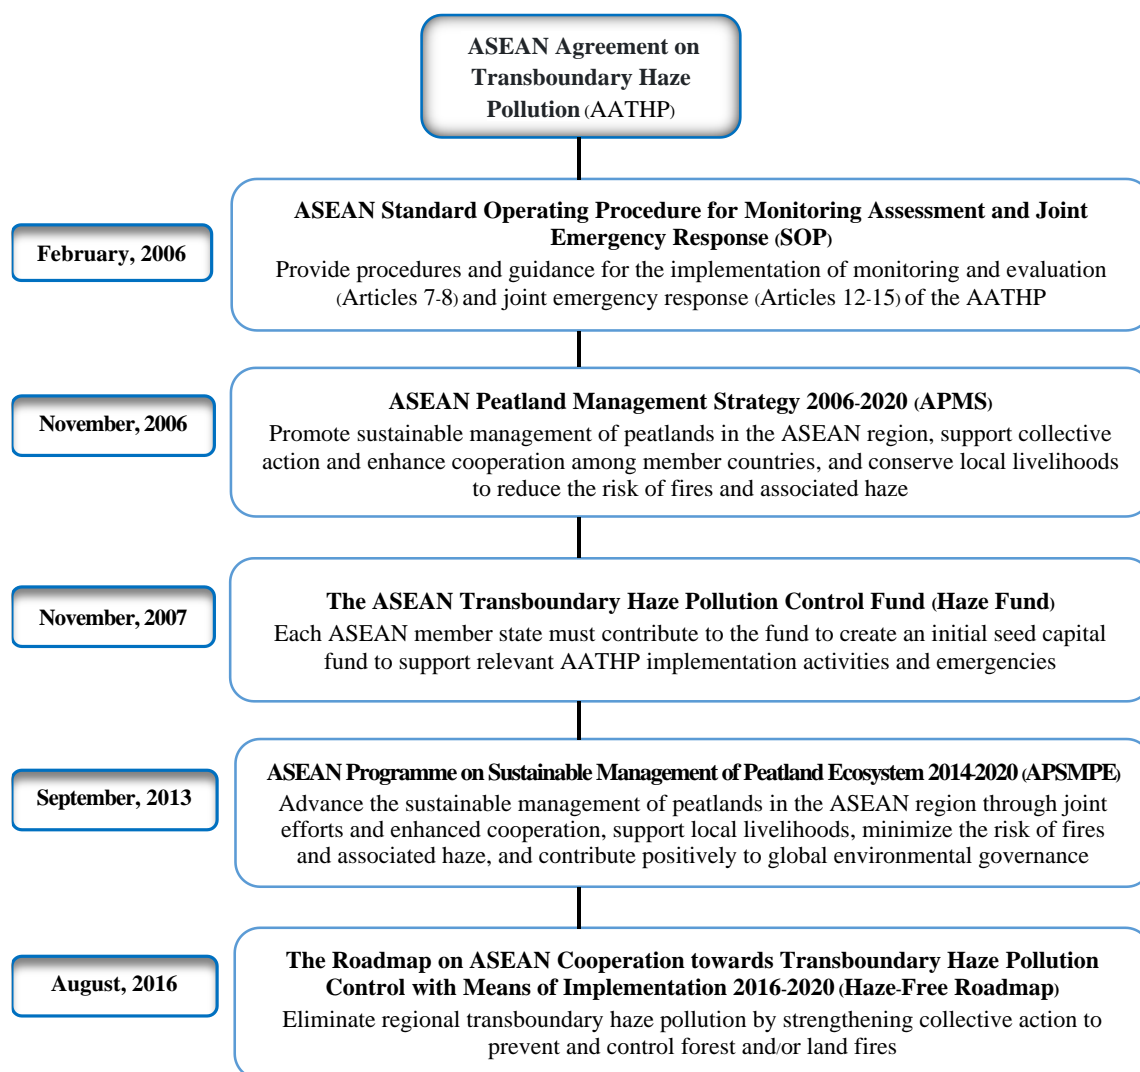 ASEAN Agreement on
Transboundary Haze
Pollution (AATHP)
February, 2006
ASEAN Standard Operating Procedure for Monitoring Assessment and Joint
Emergency Response (SOP)
Provide procedures and guidance for the implementation of monitoring and evaluation
(Articles 7-8) and joint emergency response (Articles 12-15) of the AATHP
November, 2006
ASEAN Peatland Management Strategy 2006-2020 (APMS)
Promote sustainable management of peatlands in the ASEAN region, support collective
action and enhance cooperation among member countries, and conserve local livelihoods
to reduce the risk of fires and associated haze
November, 2007
The ASEAN Transboundary Haze Pollution Control Fund (Haze Fund)
Each ASEAN member state must contribute to the fund to create an initial seed capital
fund to support relevant AATHP implementation activities and emergencies
September, 2013
ASEAN Programme on Sustainable Management of Peatland Ecosystem 2014-2020 (APSMPE)
Advance the sustainable management of peatlands in the ASEAN region through joint
efforts and enhanced cooperation, support local livelihoods, minimize the risk of fires
and associated haze, and contribute positively to global environmental governance
August, 2016
The Roadmap on ASEAN Cooperation towards Transboundary Haze Pollution
Control with Means of Implementation 2016-2020 (Haze-Free Roadmap)
Eliminate regional transboundary haze pollution by strengthening collective action to
prevent and control forest and/or land fires